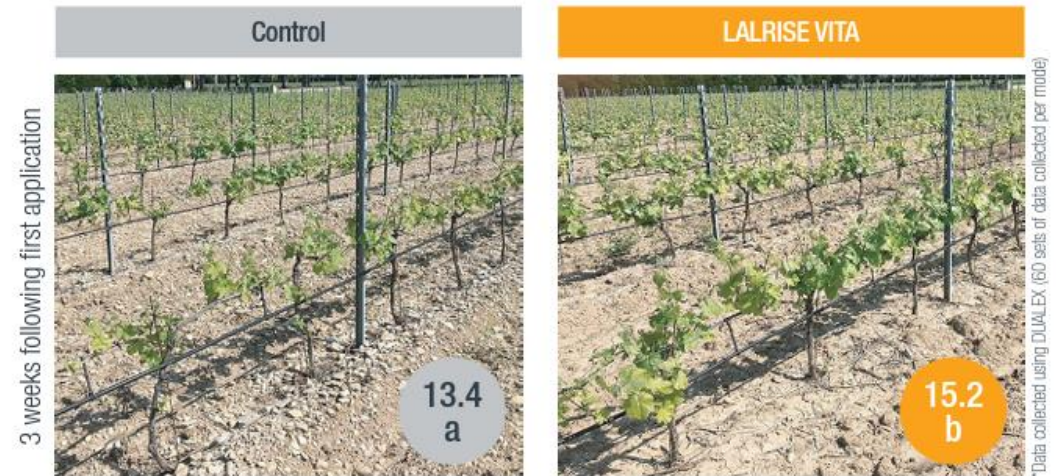 Control
LALRISE VITA
3 weeks following first application
13.4
a
15.2
b
*Data collected using DUALEX (60 sets of data collected per mode)